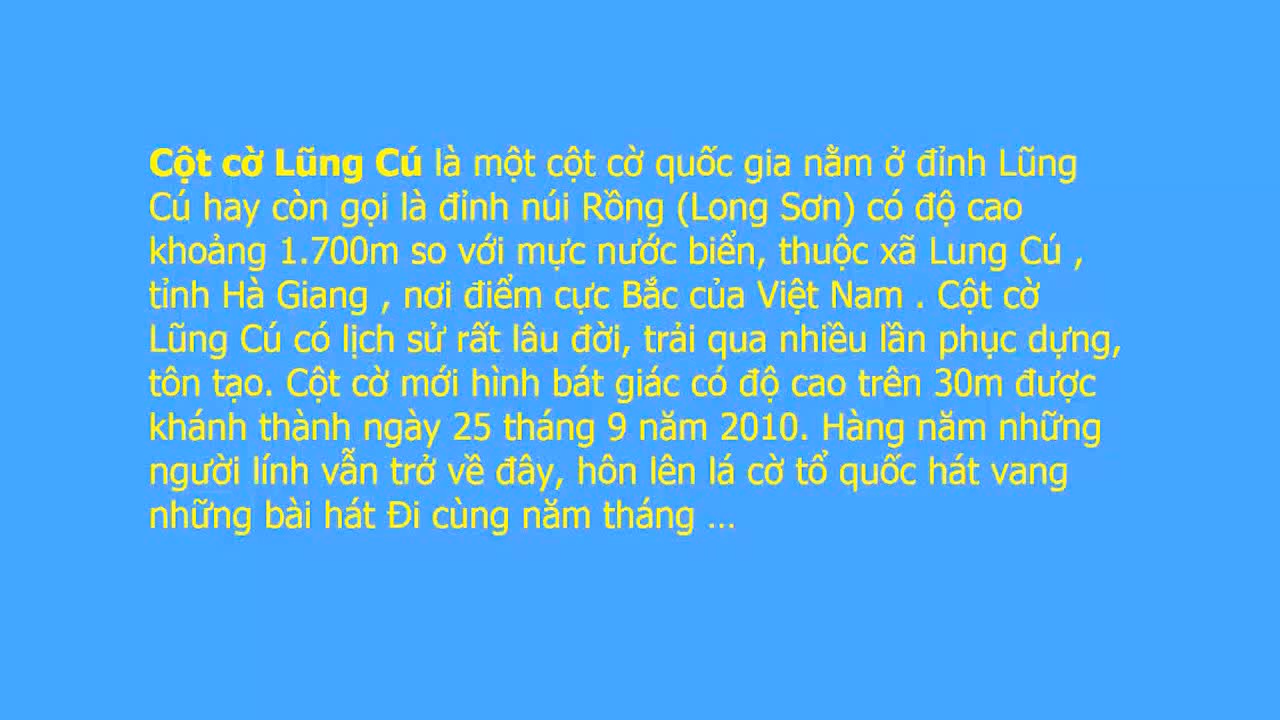 Cột cờ Lũng Cú là một cột cờ quốc gia nằm ở đỉnh Lũng
Cú hay còn gọi là đỉnh núi Rồng (Long Sơn) có độ cao
khoảng 1.700m so với mực nước biển, thuộc xã Lung Cú ,
tỉnh Hà Giang , nơi điểm cực Bắc của Việt Nam . Cột cờ
Lũng Cú có lịch sử rất lâu đời, trải qua nhiều lần phục dựng,
tôn tạo. Cột cờ mới hình bát giác có độ cao trên 30m được
khánh thành ngày 25 tháng 9 năm 2010. Hàng năm những
người lính vẫn trở về đây, hôn lên lá cờ tổ quốc hát vang
những bài hát Đi cùng năm tháng ...